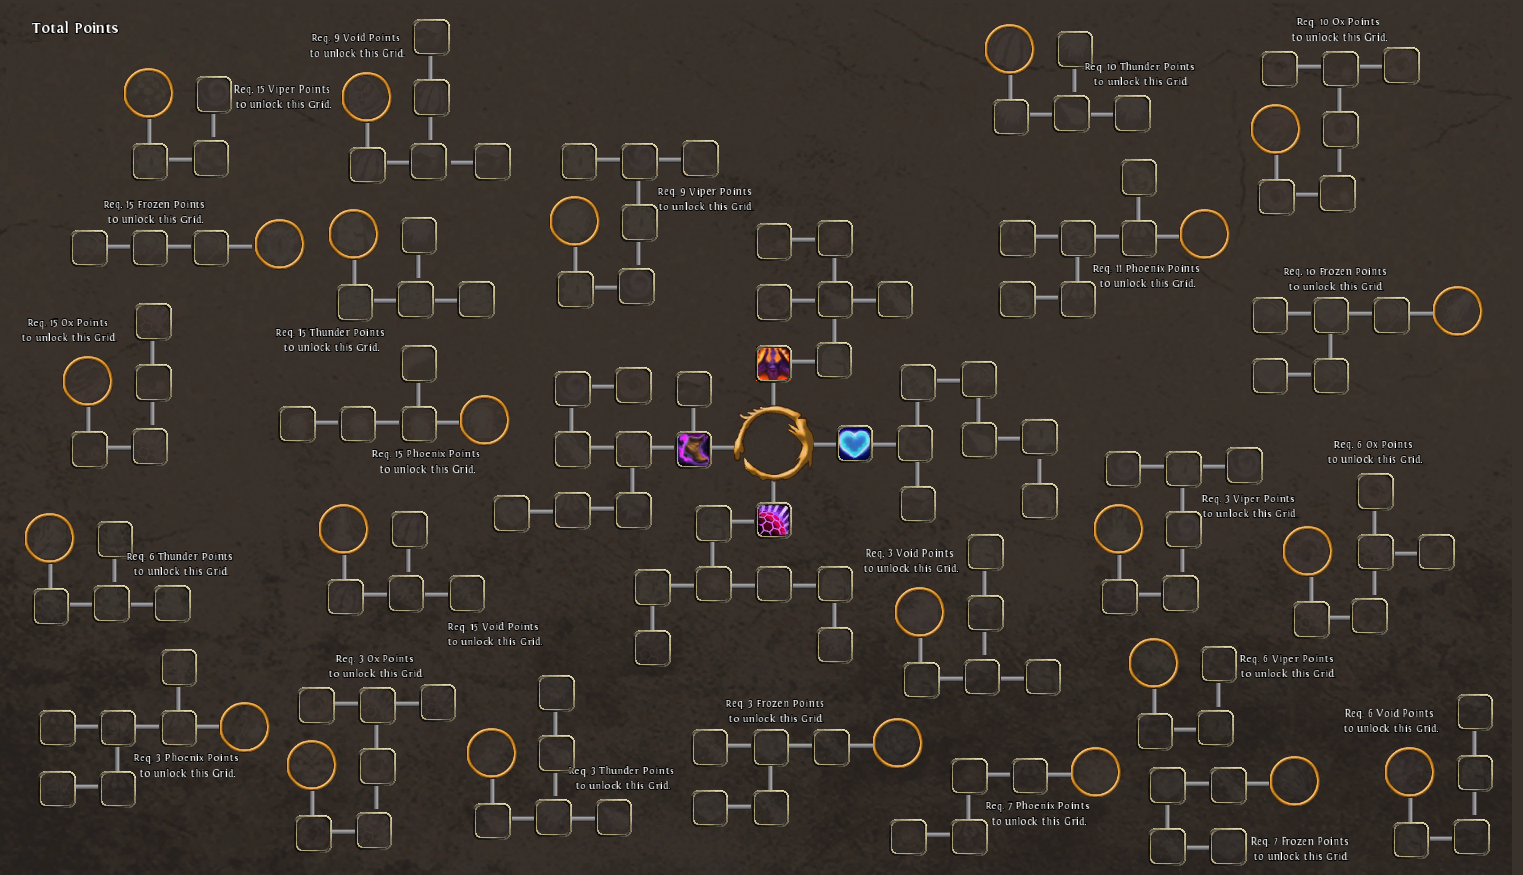 Total Points
Req. 9 Void Points
to unlock this Grid.
Req. 15 Viper Points
to unlock this Grid.
Req. 10 Thunder Points
to unlock this Grid.
Req. 10 Ox Points
to unlock this Grid.
Req. 15 Frozen Points
to unlock this Grid.
Req. 9 Viper Points
to unlock this Grid.
Req. 11 Phoenix Points
to unlock this Grid.
Req. 10 Frozen Points
to unlock this Grid.
Req. 15 Ox Points
to unlock this Grid.
Req. 15 Thunder Points
to unlock this Grid.
Req. 15 Phoenix Points
to unlock this Grid.
Req. 6 Ox Points
to unlock this Grid.
Req. 3 Viper Points
to unlock this Grid.
Req. 6 Thunder Points
to unlock this Grid.
Req. 3 Void Points
to unlock this Grid.
Req. 15 Void Points
to unlock this Grid.
Req. 3 Ox Points
to unlock this Grid.
Req. 6 Viper Points
to unlock this Grid.
Req. 3 Frozen Points
to unlock this Grid.
Req. 6 Void Points
to unlock this Grid.
Req. 3 Phoenix Points
to unlock this Grid.
Req. 3 Thunder Points
to unlock this Grid.
Req. 7 Phoenix Points
to unlock this Grid.
Req. 7 Frozen Points
to unlock this Grid.